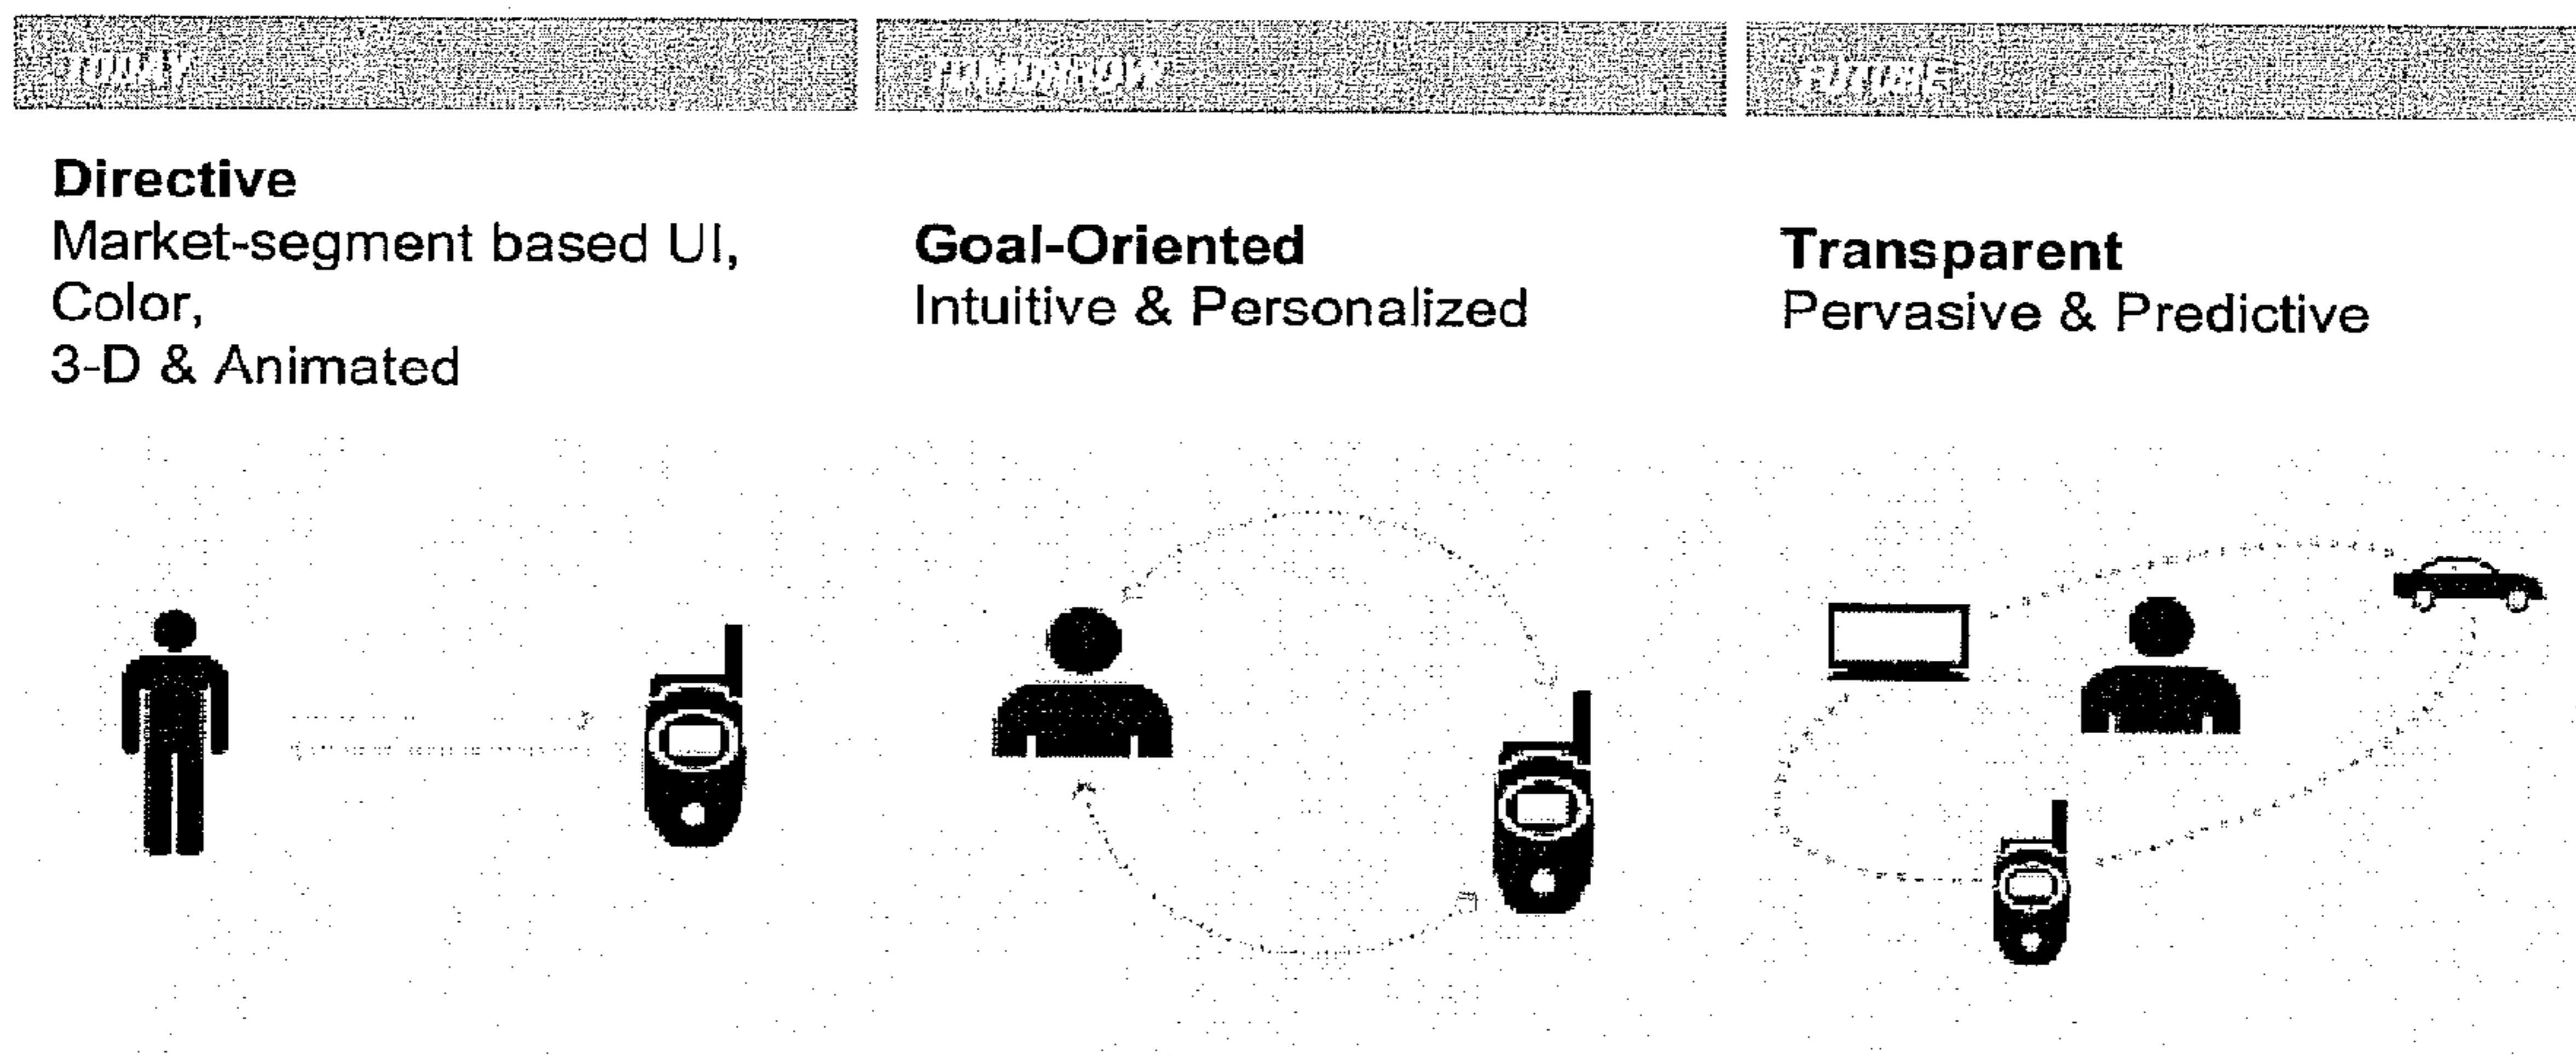 TODAY
TOMORROW
FUTURE
Directive
Market-segment based UI,
Color,
3-D & Animated
Goal-Oriented
Intuitive & Personalized
Transparent
Pervasive & Predictive